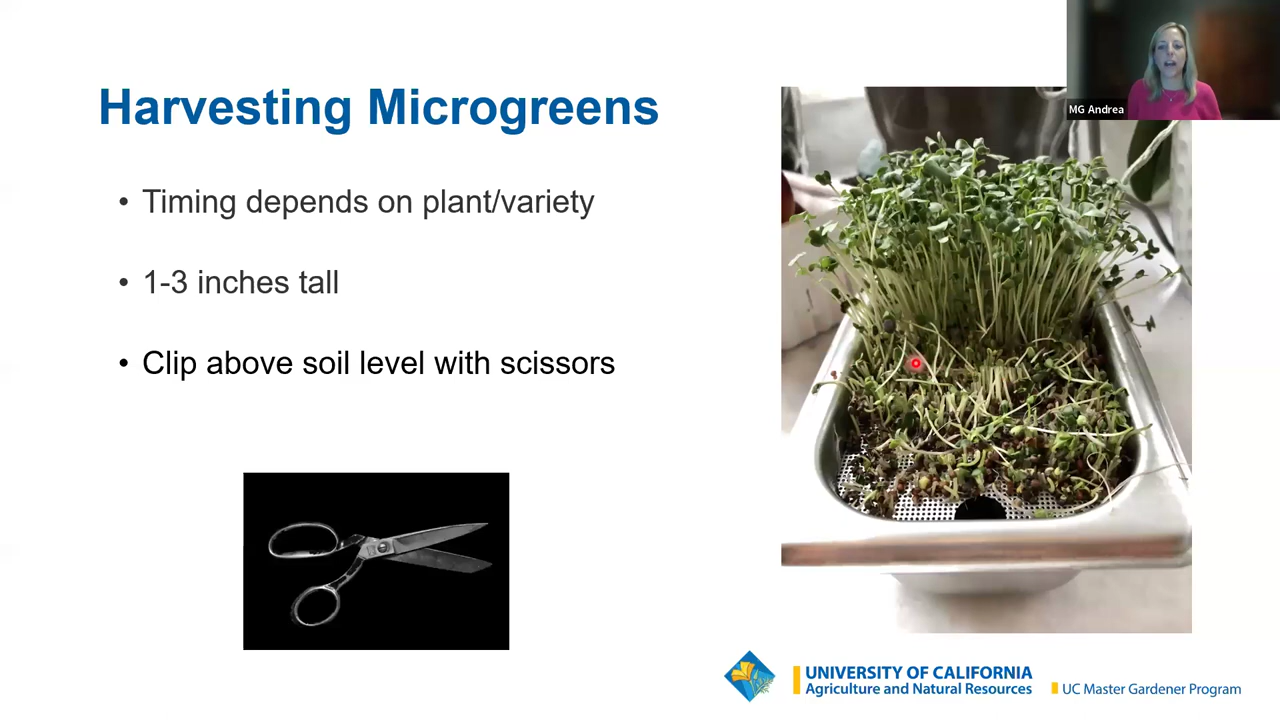 Harvesting Microgreens
MG Andrea
• Timing depends on plant/variety
• 1-3 inches tall
• Clip above soil level with scissors
UNIVERSITY OF CALIFORNIA
Agriculture and Natural Resources
UC Master Gardener Program